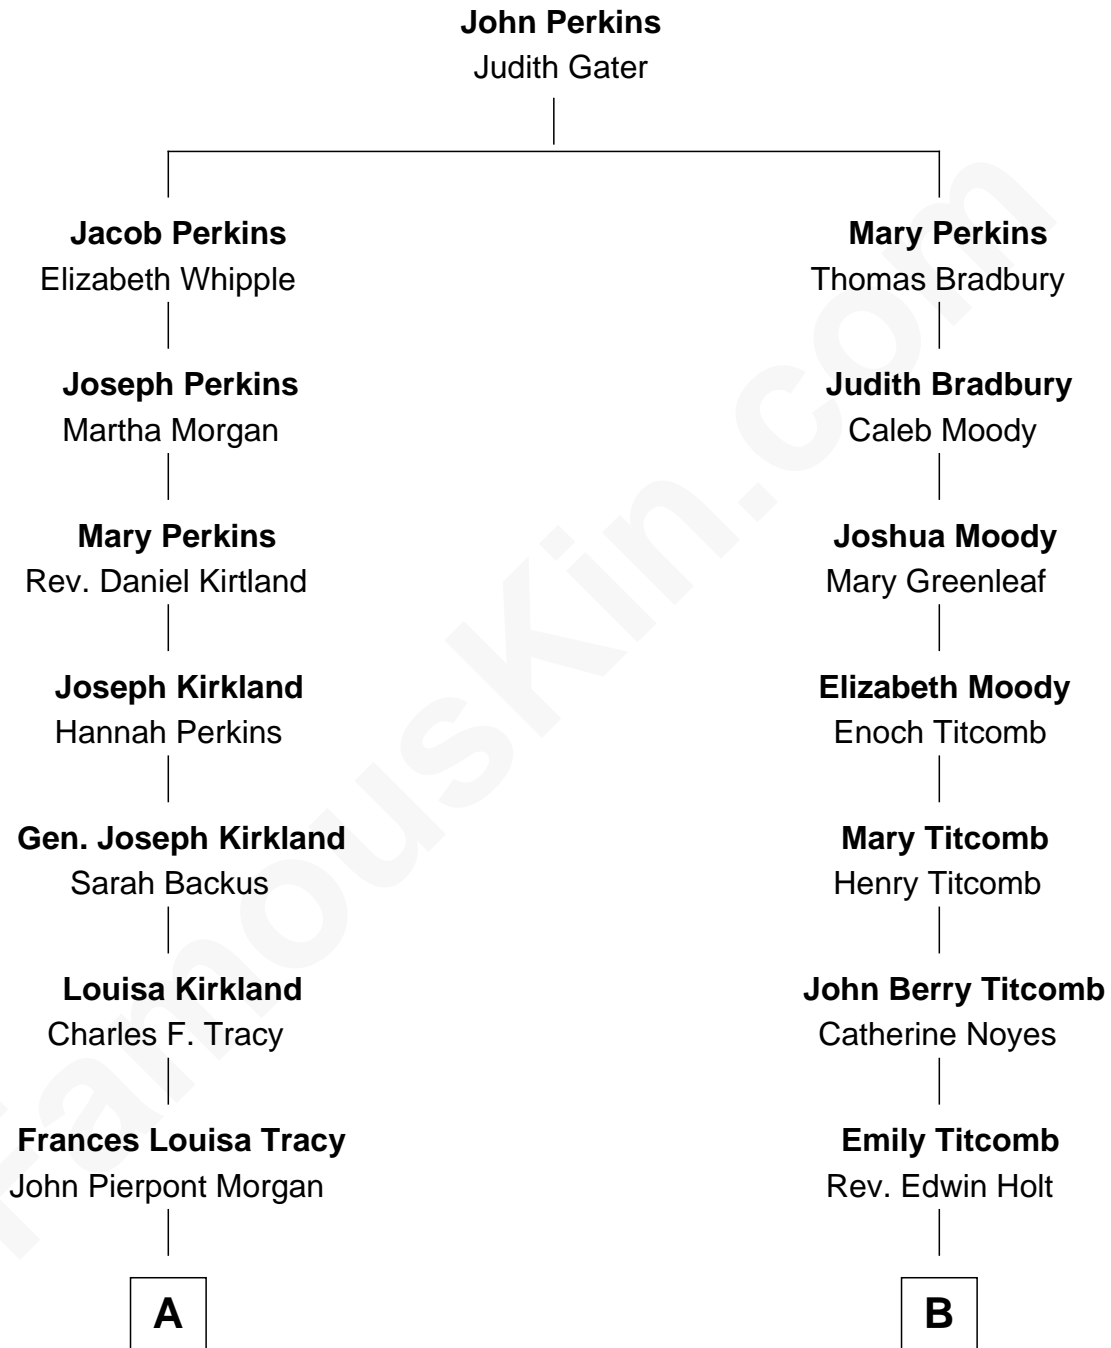 John Perkins
Judith Gater
Jacob Perkins
Elizabeth Whipple
Mary Perkins
Thomas Bradbury
Joseph Perkins
Martha Morgan
Judith Bradbury
Caleb Moody
Mary Perkins
Rev. Daniel Kirtland
Joshua Moody
Mary Greenleaf
Joseph Kirkland
Hannah Perkins
Elizabeth Moody
Enoch Titcomb
Gen. Joseph Kirkland
Sarah Backus
Mary Titcomb
Henry Titcomb
Louisa Kirkland
Charles F. Tracy
John Berry Titcomb
Catherine Noyes
Frances Louisa Tracy
John Pierpont Morgan
Emily Titcomb
Rev. Edwin Holt
A
B
FamousKin.com